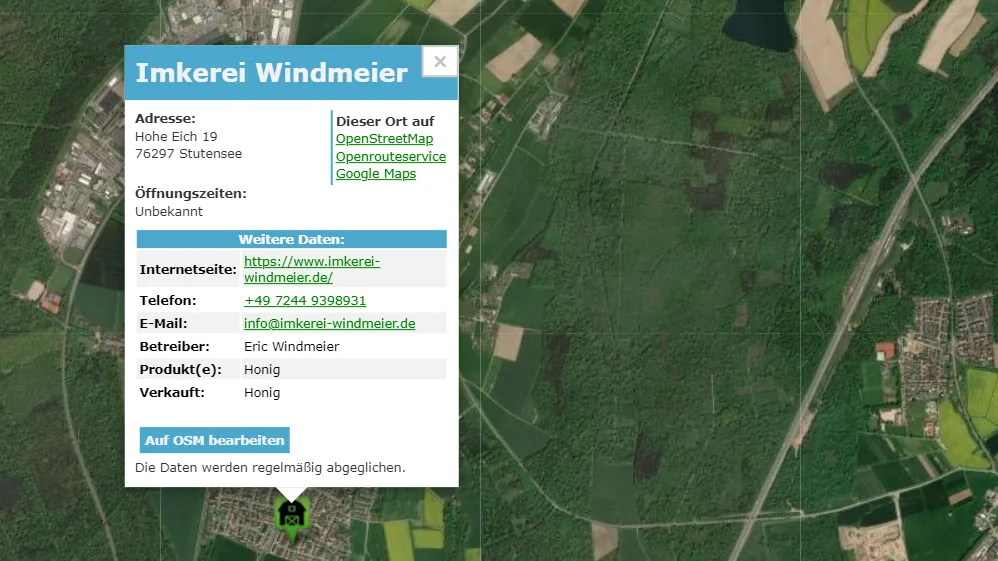 Imkerei Windmeier
×
Adresse:
Hohe Eich 19
76297 Stutensee
Dieser Ort auf
OpenStreetMap
Openrouteservice
Google Maps
Öffnungszeiten:
Unbekannt
Weitere Daten:
Internetseite: https://www.imkerei-
windmeier.de/
Telefon: +49 7244 9398931
E-Mail: info@imkerei-windmeier.de
Betreiber: Eric Windmeier
Produkt(e): Honig
Verkauft: Honig
Auf OSM bearbeiten
Die Daten werden regelmäßig abgeglichen.